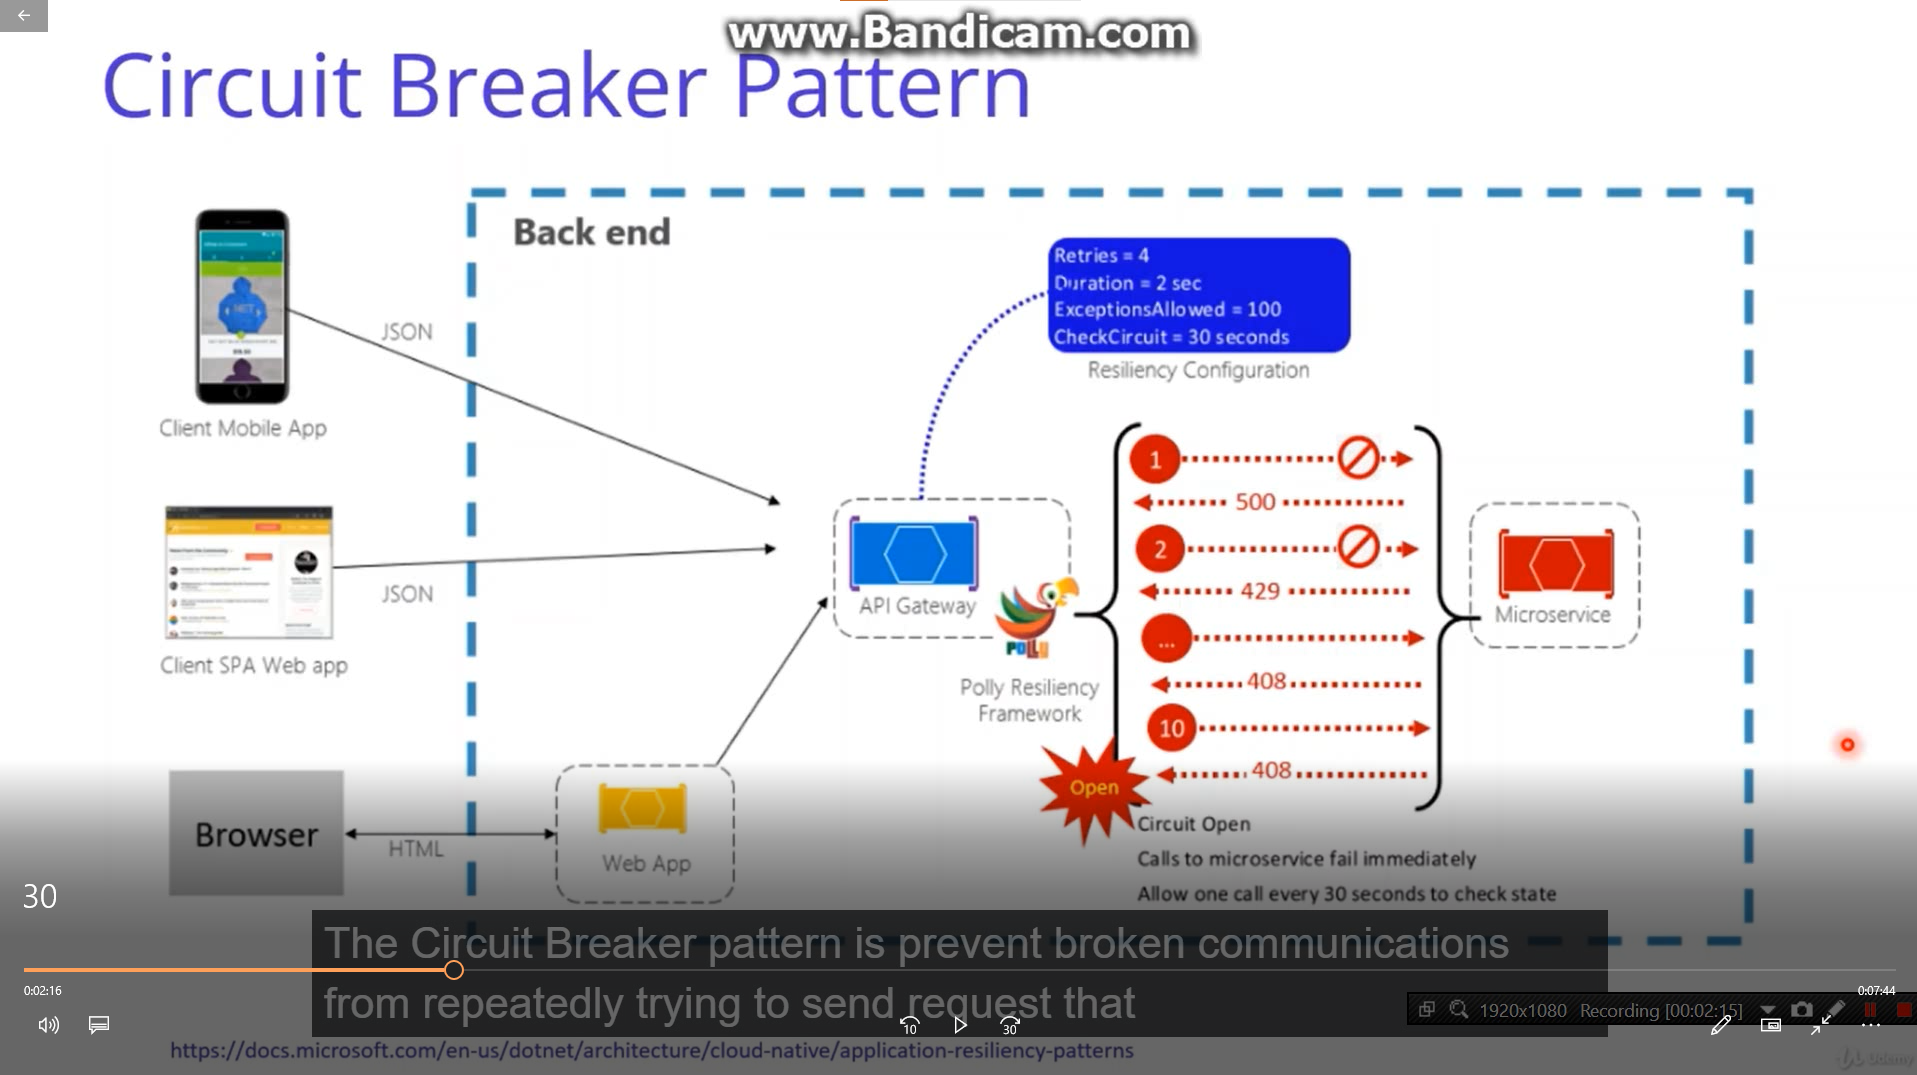 www.Bandicam.com
Circuit Breaker Pattern
Back end
Retries = 4
Duration = 2 sec
ExceptionsAllowed = 100
CheckCircuit = 30 seconds
Resiliency Configuration
JSON
Client Mobile App
1
500
2
429
...
408
10
408
API Gateway
POLLY
Polly Resiliency
Framework
Microservice
JSON
Client SPA Web app
Open
Circuit Open
Calls to microservice fail immediately
Allow one call every 30 seconds to check state
Browser
HTML
Web App
30
The Circuit Breaker pattern is prevent broken communications
from repeatedly trying to send request that
0:02:16
0:07:44
10
30
1920x1080 Recording [00:02:15]
https://docs.microsoft.com/en-us/dotnet/architecture/cloud-native/application-resiliency-patterns
Udemy